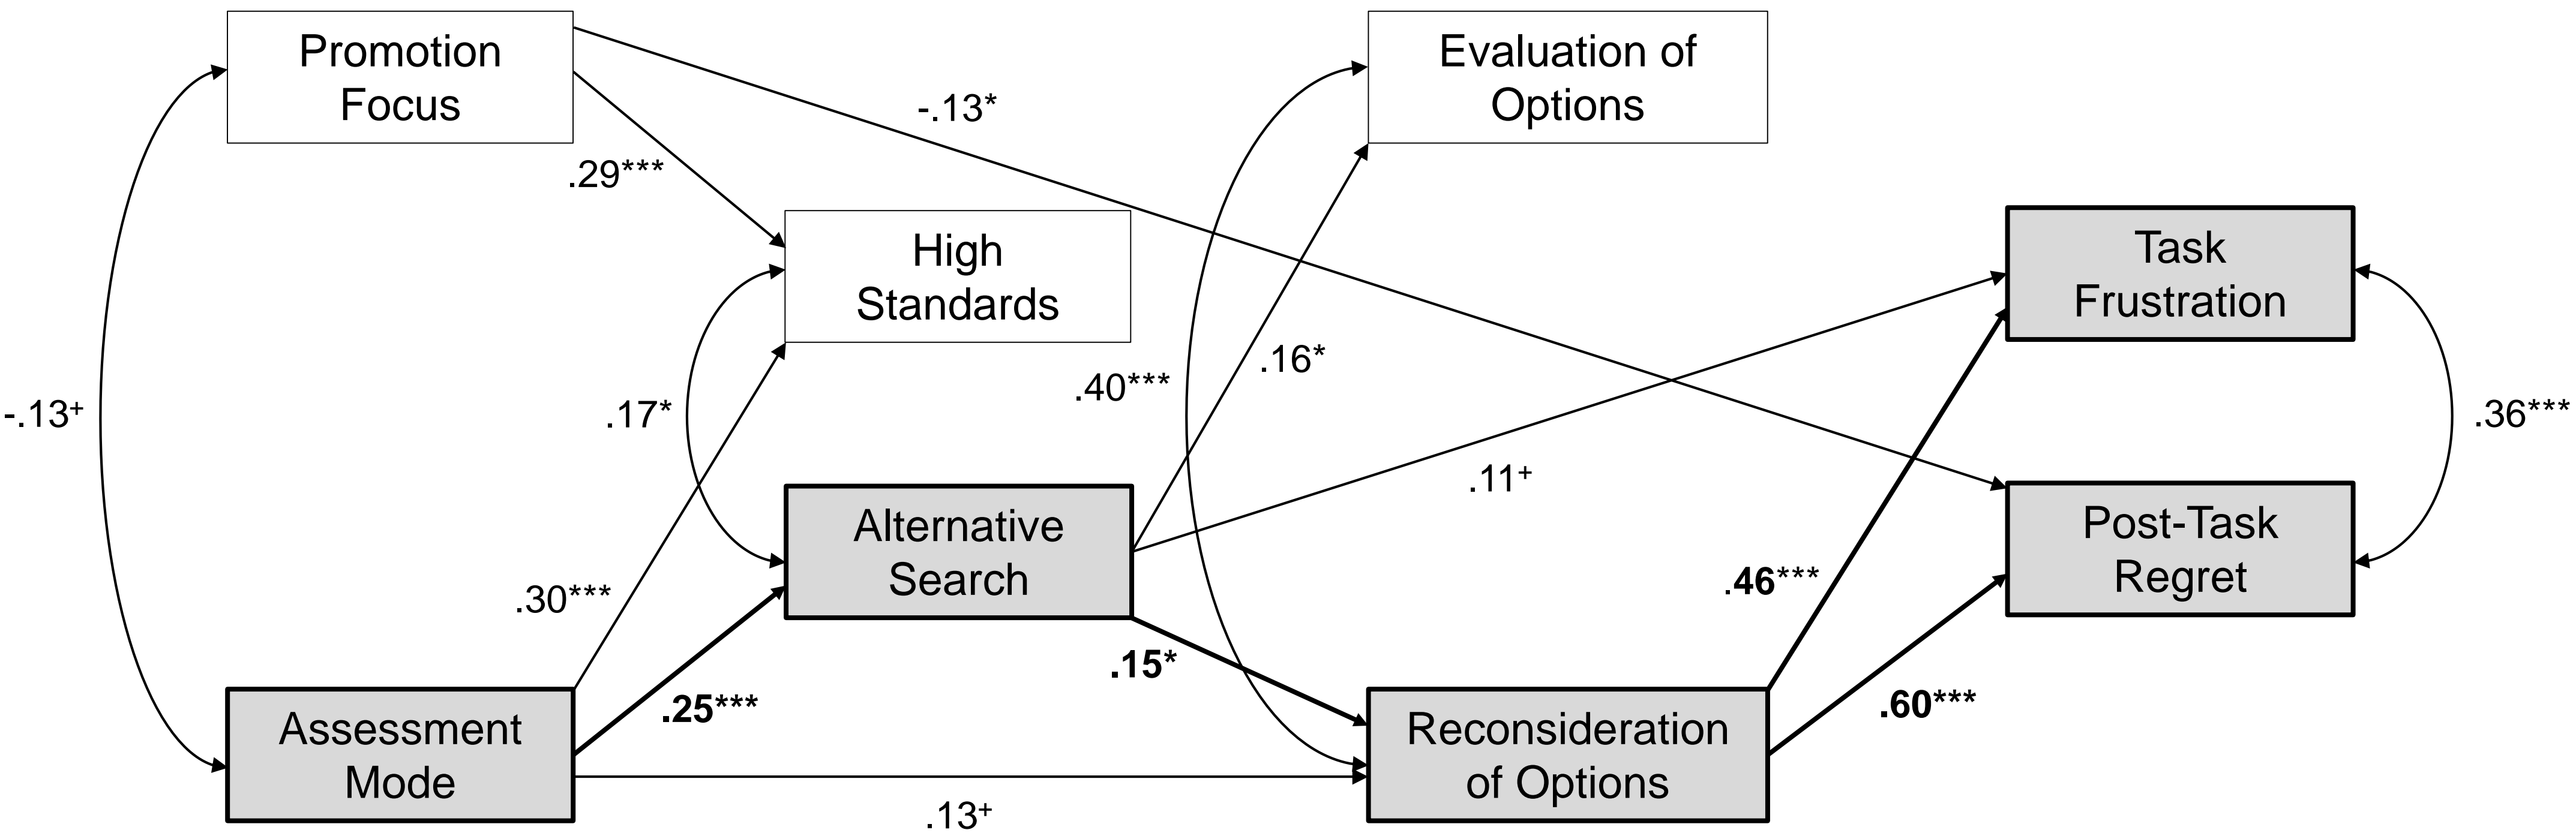 Promotion
Focus
Evaluation of
Options
-.13*
.29***
High
Standards
Task
Frustration
.16*
.40***
-.13+
.17*
.36***
.11+
Alternative
Search
Post-Task
Regret
.46***
.30***
.15*
.25***
.60***
Assessment
Mode
Reconsideration
of Options
.13+